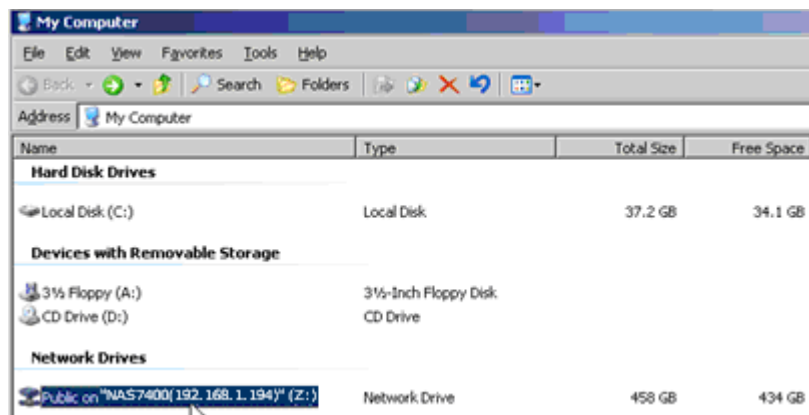 My Computer
File Edit View Favorites Tools Help
Back Search Folders
Address My Computer
Name Type Total Size Free Space
Hard Disk Drives
Local Disk (C:) Local Disk 37.2 GB 34.1 GB
Devices with Removable Storage
3½ Floppy (A:) 3½-Inch Floppy Disk
CD Drive (D:) CD Drive
Network Drives
Public on "NAS7400(192.168.1.194)" (Z:) Network Drive 458 GB 434 GB